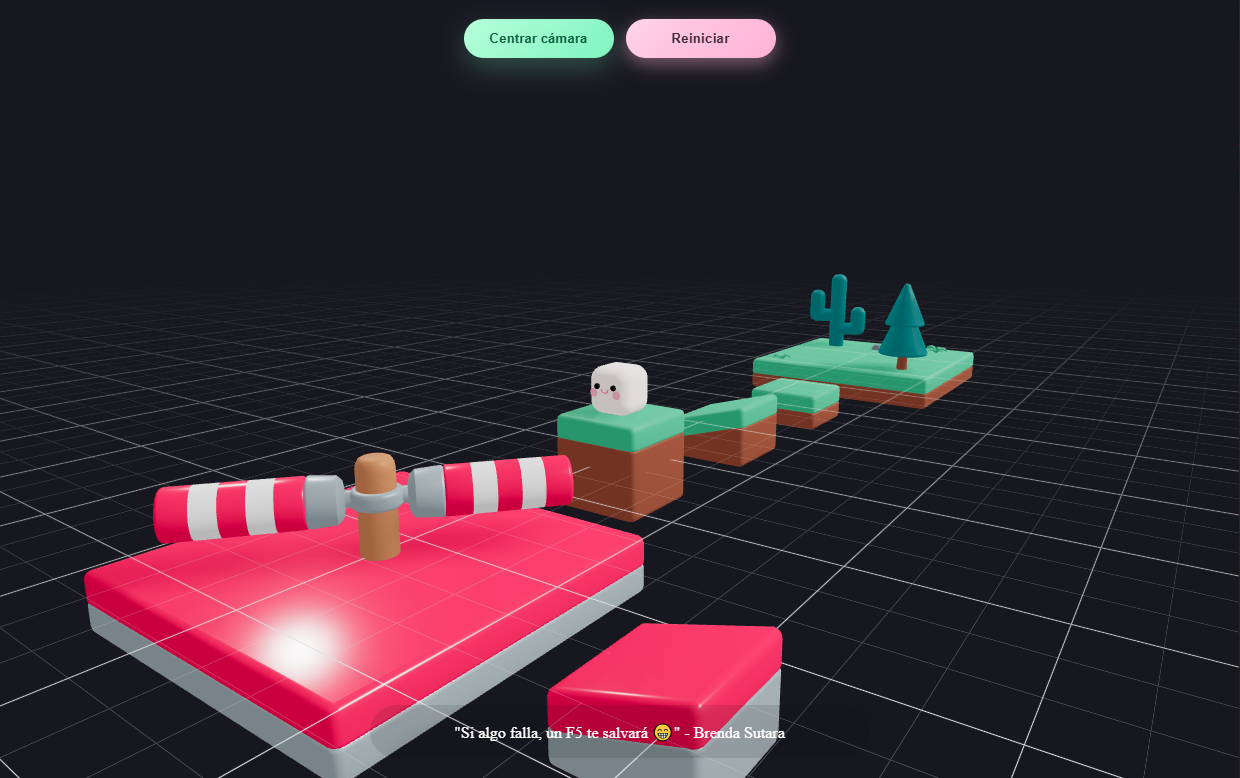 Centrar cámara
Reiniciar
"Si algo falla, un F5 te salvará 😁" - Brenda Sutara